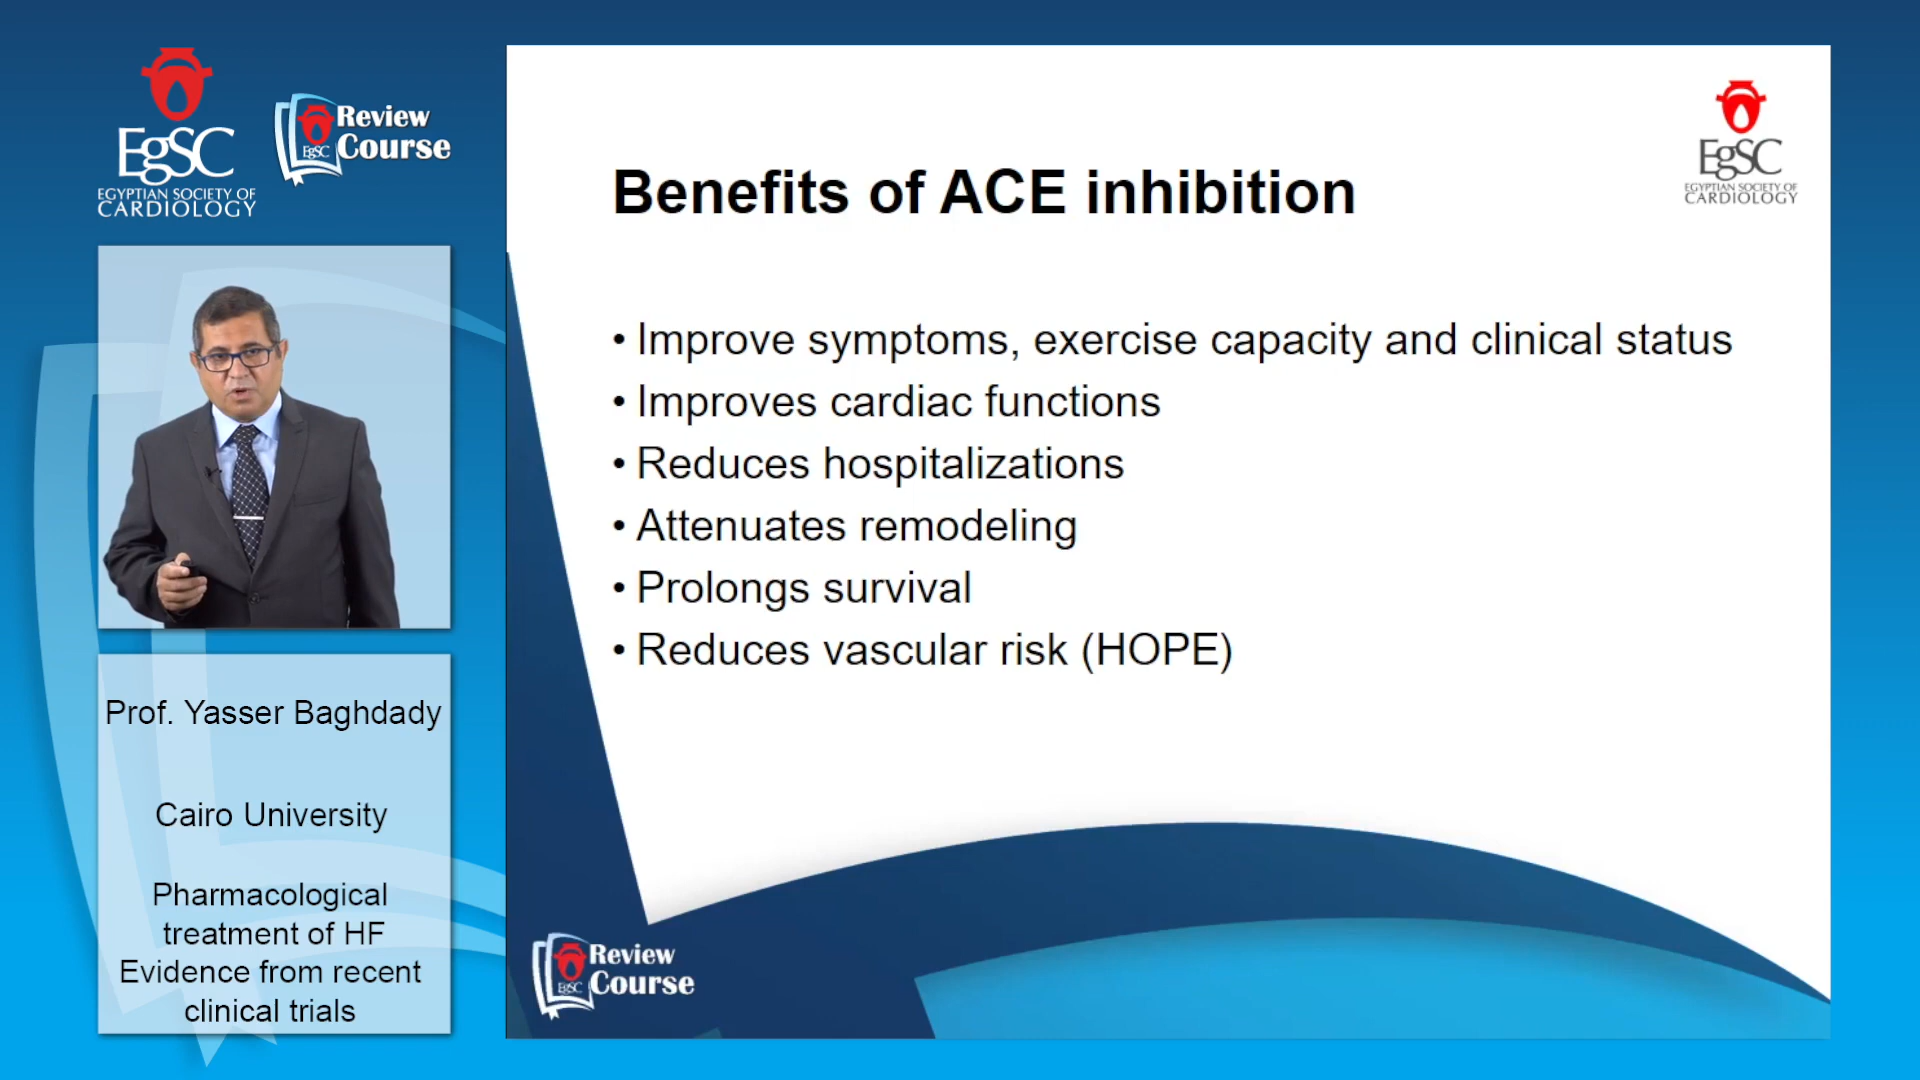 EgSC
EGYPTIAN SOCIETY OF
CARDIOLOGY
Review
Course
EgSC
Prof. Yasser Baghdady
Cairo University
Pharmacological
treatment of HF
Evidence from recent
clinical trials
EgSC
EGYPTIAN SOCIETY OF
CARDIOLOGY
Benefits of ACE inhibition
• Improve symptoms, exercise capacity and clinical status
• Improves cardiac functions
• Reduces hospitalizations
• Attenuates remodeling
• Prolongs survival
• Reduces vascular risk (HOPE)
Review
Course
EgSC